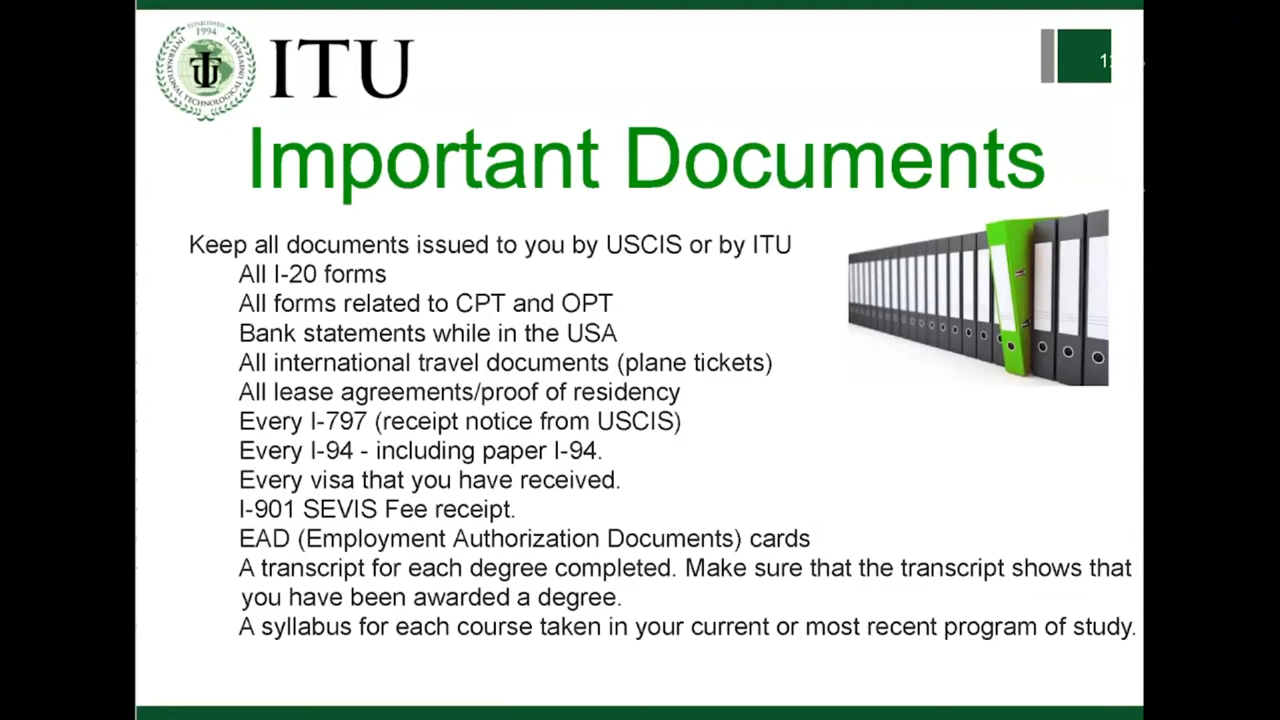 ESTABLISHED
1994
INTERNATIONAL TECHNOLOGICAL UNIVERSITY
ITU
Important Documents
Keep all documents issued to you by USCIS or by ITU
All I-20 forms
All forms related to CPT and OPT
Bank statements while in the USA
All international travel documents (plane tickets)
All lease agreements/proof of residency
Every I-797 (receipt notice from USCIS)
Every I-94 - including paper I-94.
Every visa that you have received.
I-901 SEVIS Fee receipt.
EAD (Employment Authorization Documents) cards
A transcript for each degree completed. Make sure that the transcript shows that
you have been awarded a degree.
A syllabus for each course taken in your current or most recent program of study.